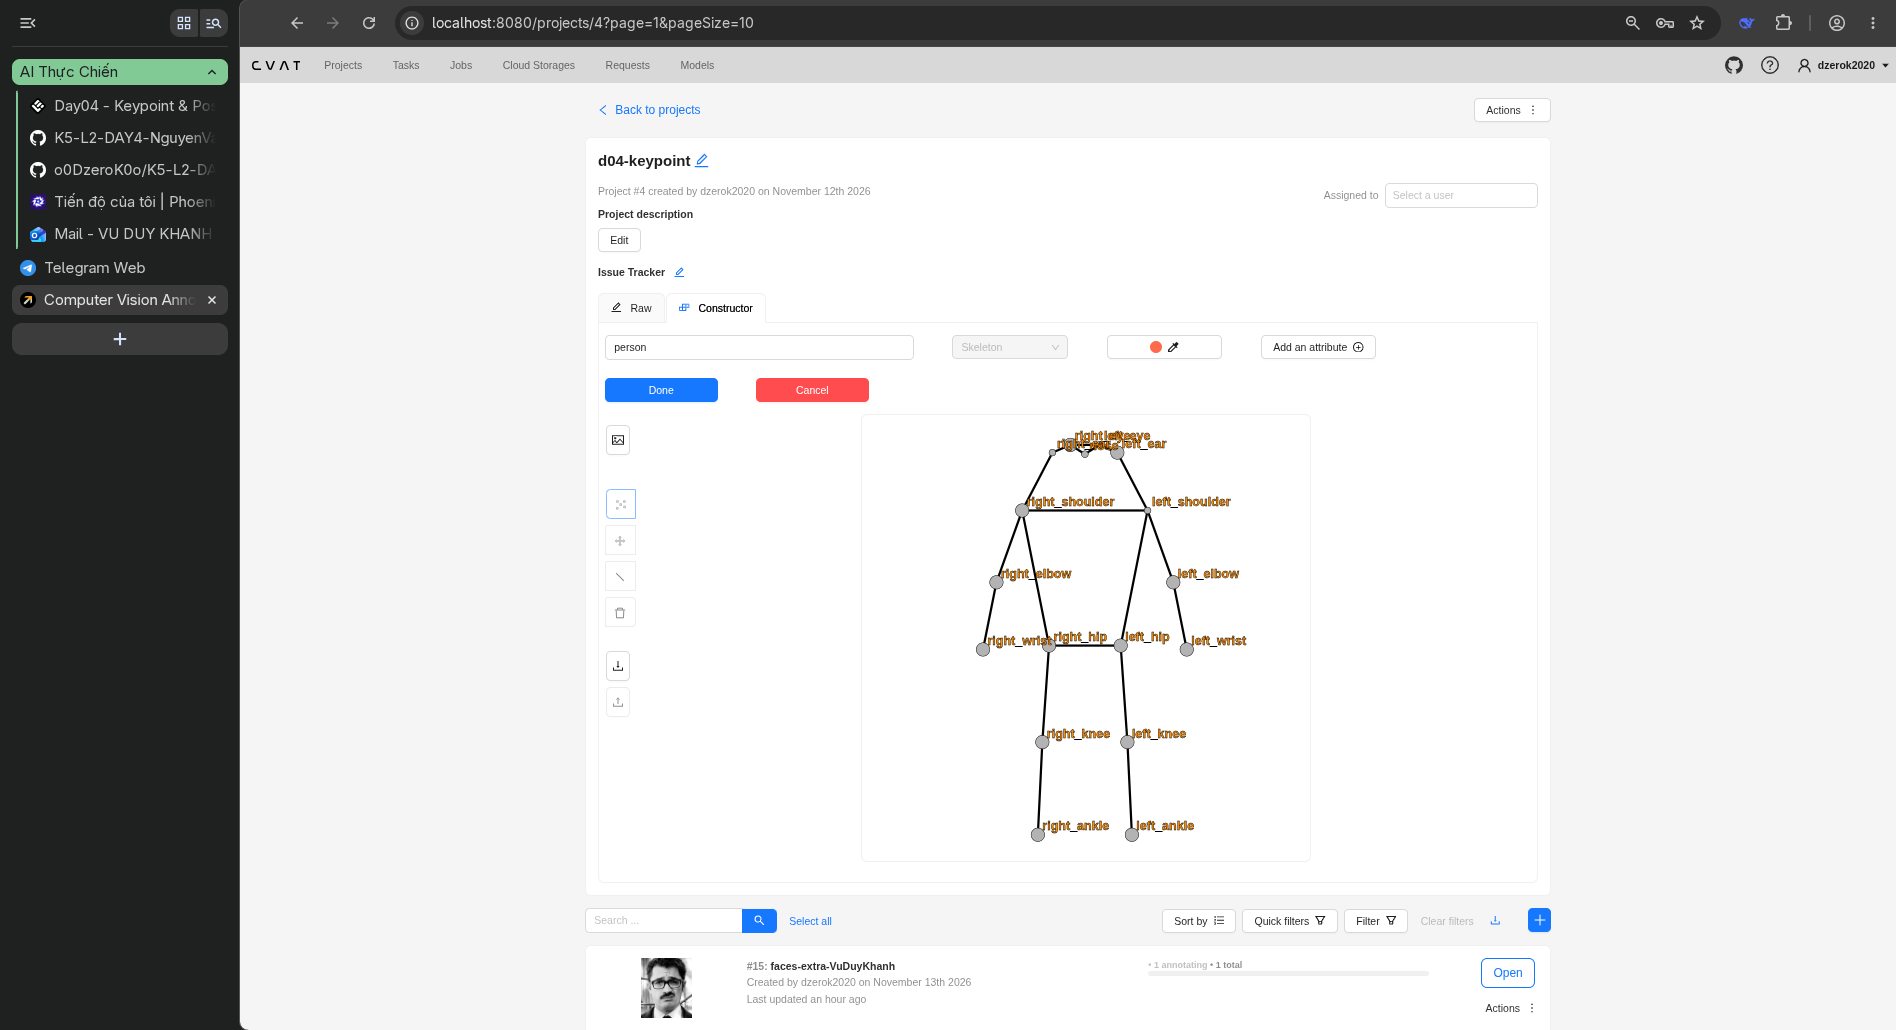 localhost:8080/projects/4?page=1&pageSize=10
AI Thực Chiến
Day04 - Keypoint & Pos
K5-L2-DAY4-NguyenVa
o0DzeroK0o/K5-L2-DA
Tiến độ của tôi | Phoeni
Mail - VU DUY KHANH
Telegram Web
Computer Vision Anno
CVAT Projects Tasks Jobs Cloud Storages Requests Models dzerok2020
Back to projects Actions
d04-keypoint
Project #4 created by dzerok2020 on November 12th 2026
Assigned to Select a user
Project description
Edit
Issue Tracker
Raw Constructor
person Skeleton Add an attribute
Done Cancel
left_ear
right_shoulder left_shoulder
right_elbow left_elbow
right_wrist right_hip left_hip left_wrist
right_knee left_knee
right_ankle left_ankle
Search ... Select all Sort by Quick filters Filter Clear filters
#15: faces-extra-VuDuyKhanh
Created by dzerok2020 on November 13th 2026
Last updated an hour ago
• 1 annotating • 1 total
Open
Actions